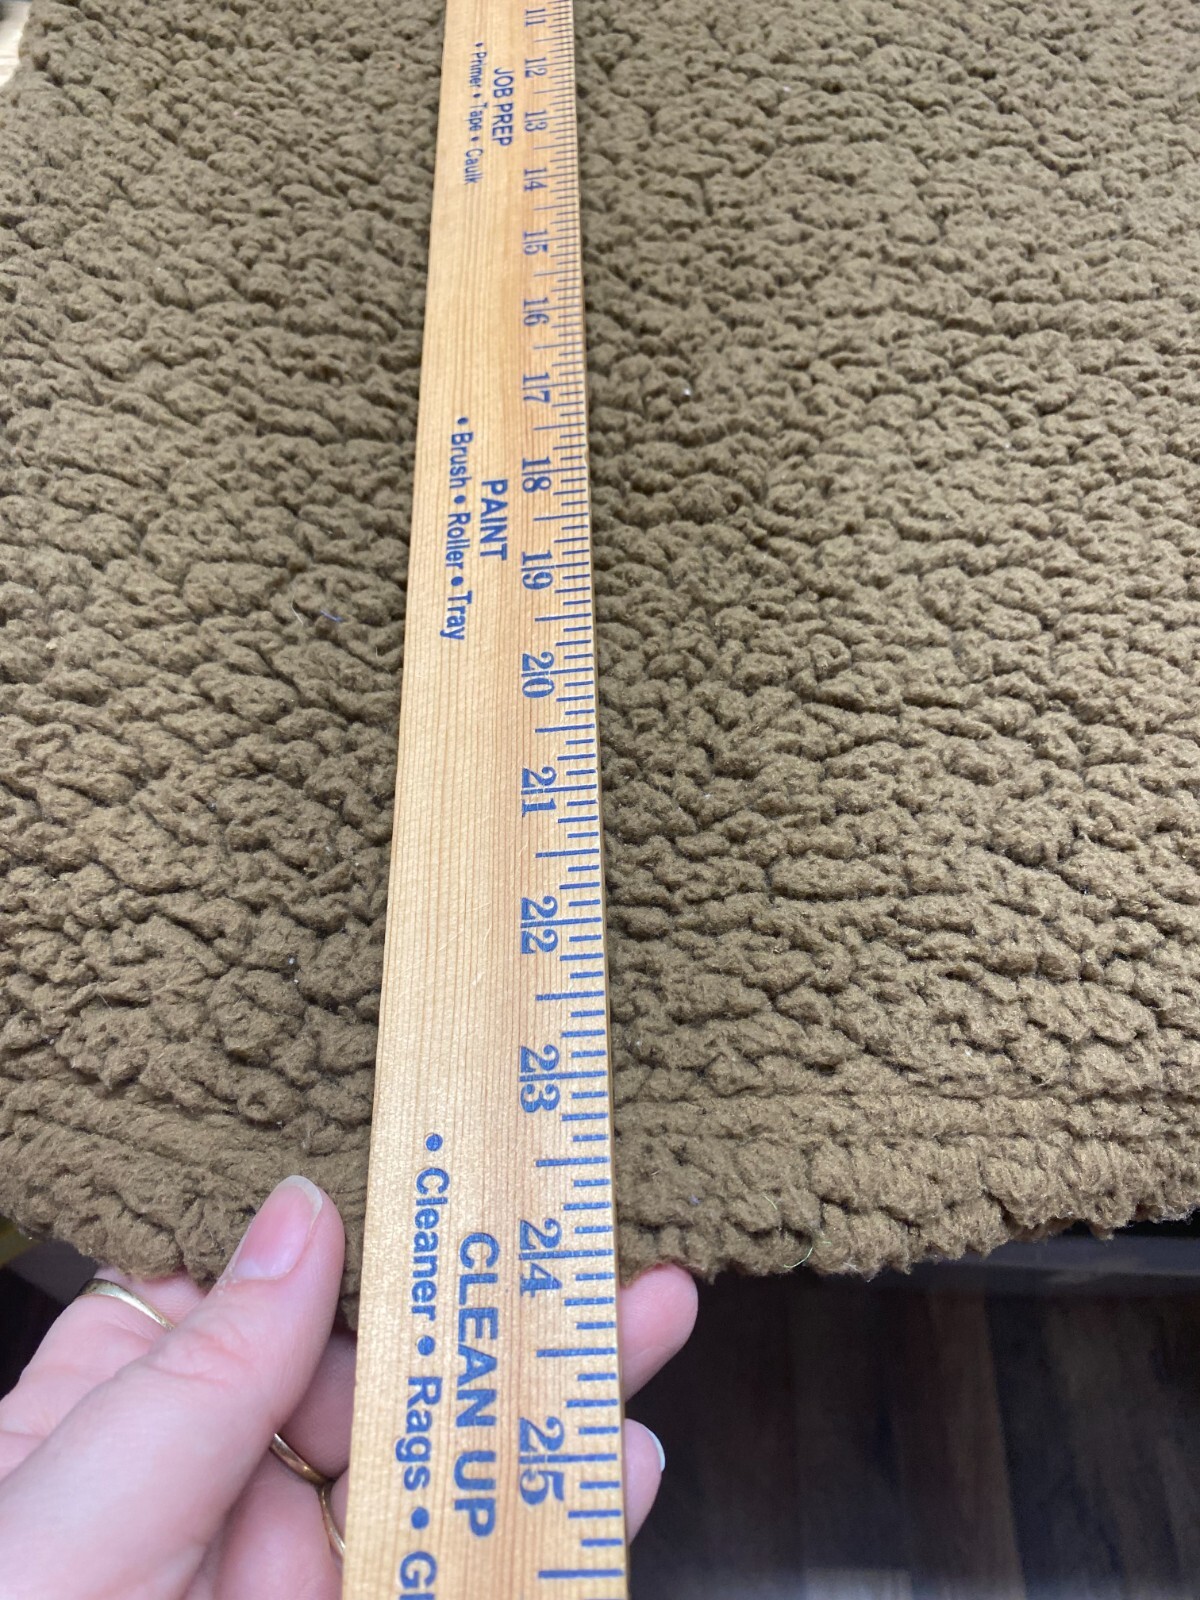 11 12 13 14 15 16 17 18 19 20 21 22 23 24 25
JOB PREP
• Primer • Tape • Caulk
PAINT
• Brush • Roller • Tray
CLEAN UP
• Cleaner • Rags •